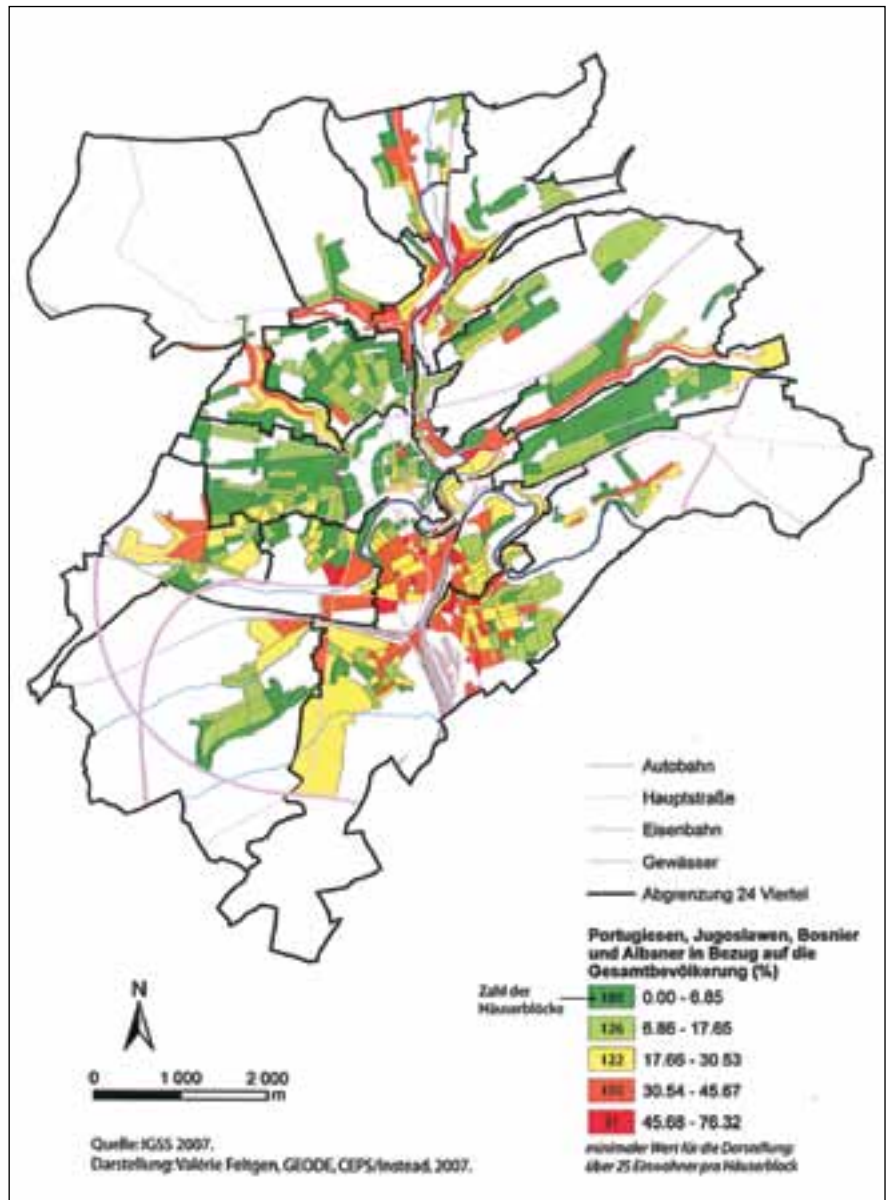 Autobahn
Hauptstraße
Eisenbahn
Gewässer
Abgrenzung 24 Viertel
Portugiesen, Jugoslawen, Bosnier
und Albaner in Bezug auf die
Gesamtbevölkerung (%)
Zahl der
Häuserblöcke
0.00 - 6.85
126 6.86 - 17.65
122 17.66 - 30.53
30.54 - 45.67
45.68 - 76.32
minimaler Wert für die Darstellung:
über 25 Einwohner pro Häuserblock
N
0 1 000 2 000
m
Quelle: IGSS 2007.
Darstellung: Valérie Feltgen, GEODE, CEPS/Instead, 2007.